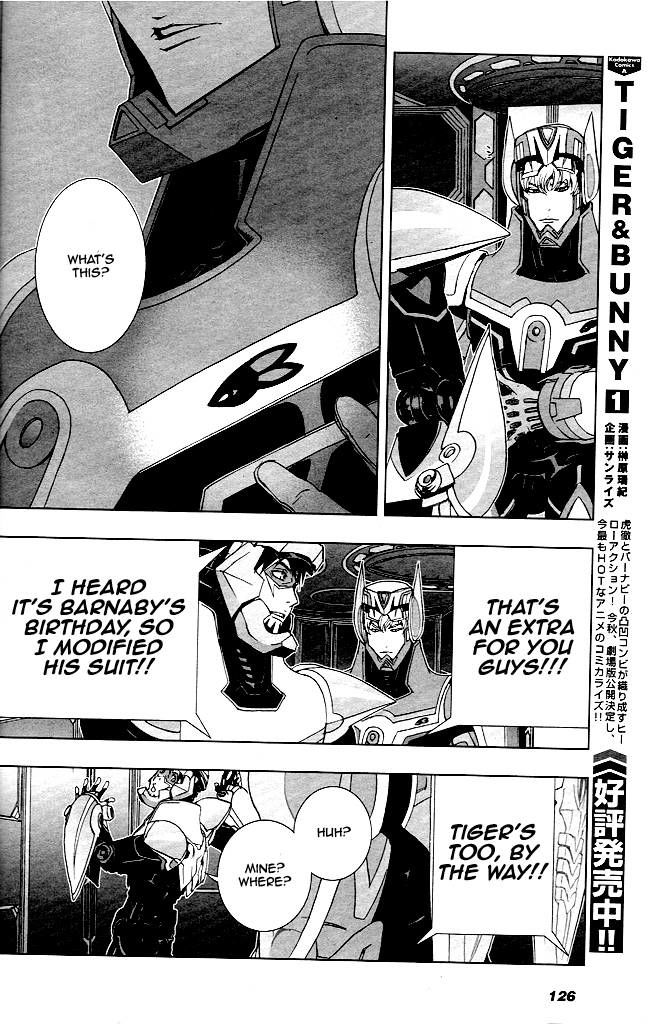 WHAT'S
THIS?
THAT'S
AN EXTRA
FOR YOU
GUYS!!!
I HEARD
IT'S BARNABY'S
BIRTHDAY, SO
I MODIFIED
HIS SUIT!!
TIGER'S
TOO, BY
THE WAY!!
HUH?
MINE?
WHERE?
Kadokawa
Comics
A
TIGER&BUNNY 1
漫画:榊原瑞紀
企画:サンライズ
虎徹とバーナビーの凸凹コンビが織り成すヒー
ローアクション!今秋、劇場版公開決定し、
今最もHOTなアニメのコミカライズ!!
好評発売中!!
126